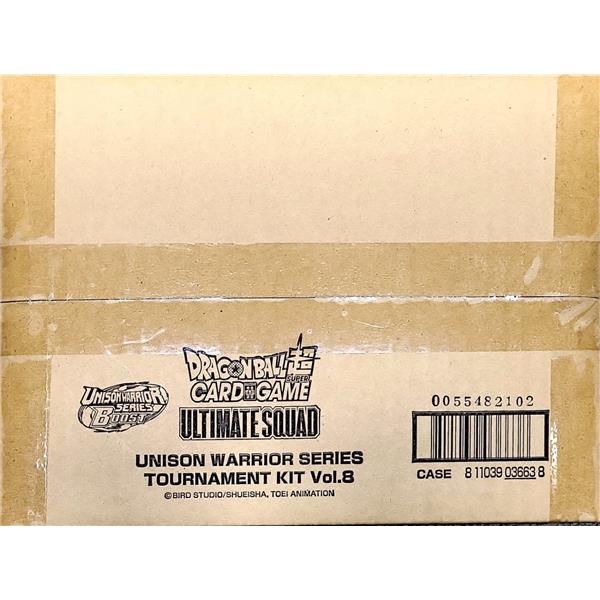 UNISON WARRIOR
SERIES
BOOST
DRAGON BALL 超
SUPER
CARD GAME
ULTIMATE SQUAD
UNISON WARRIOR SERIES
TOURNAMENT KIT Vol.8
©BIRD STUDIO/SHUEISHA, TOEI ANIMATION
0055482102
CASE 8 11039 03663 8